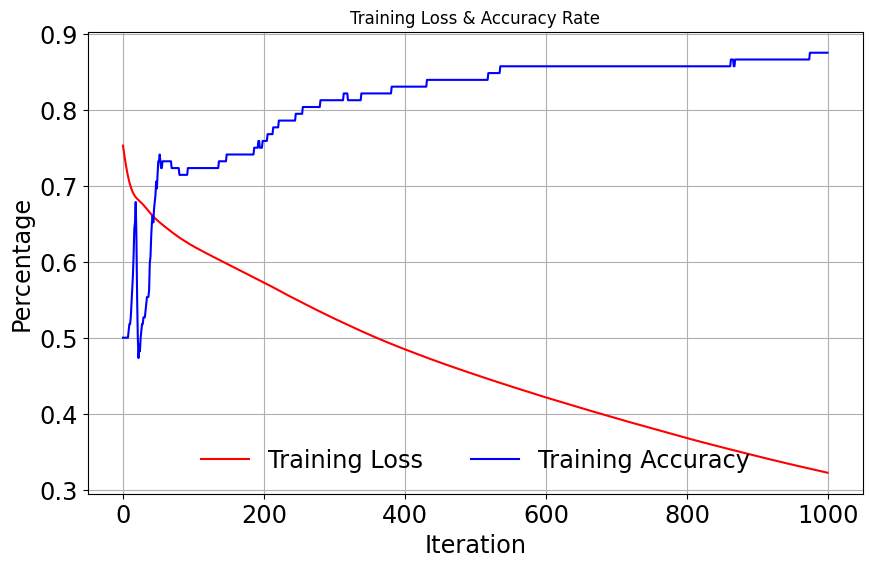 Training Loss & Accuracy Rate
Percentage
0.9
0.8
0.7
0.6
0.5
0.4
0.3
Training Loss
Training Accuracy
0 200 400 600 800 1000
Iteration